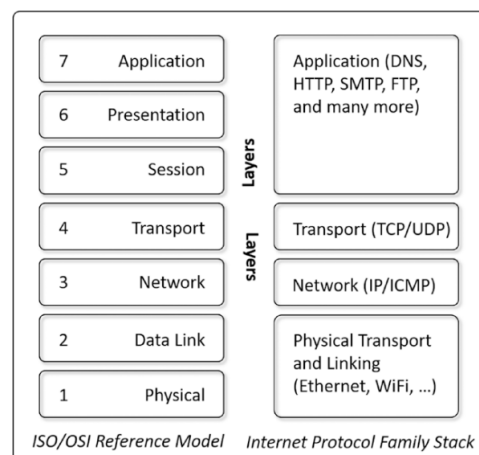 7 Application
6 Presentation
5 Session
4 Transport
3 Network
2 Data Link
1 Physical
ISO/OSI Reference Model
Layers
Layers
Application (DNS,
HTTP, SMTP, FTP,
and many more)
Transport (TCP/UDP)
Network (IP/ICMP)
Physical Transport
and Linking
(Ethernet, WiFi, ...)
Internet Protocol Family Stack